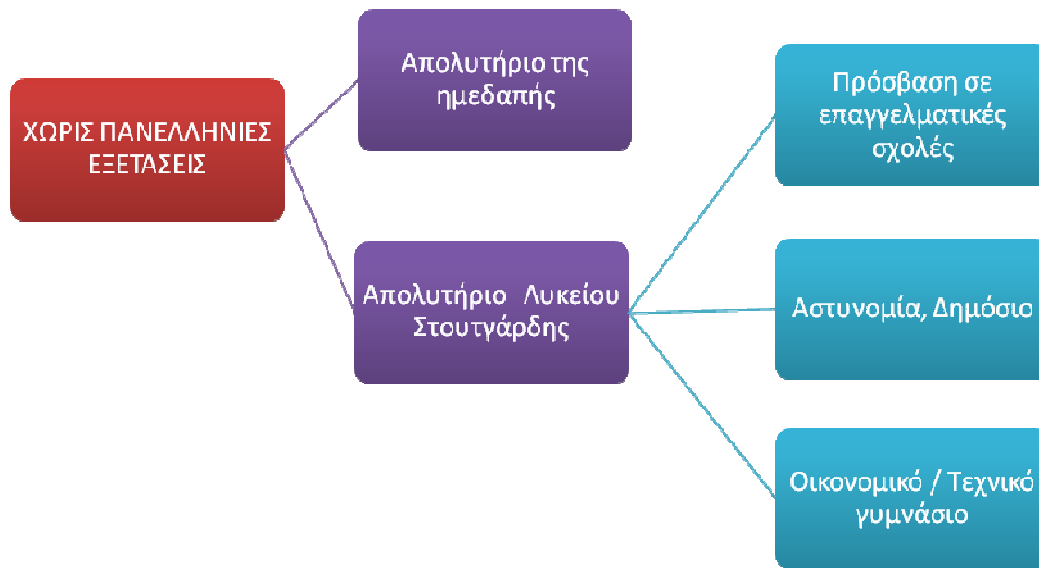 ΧΩΡΙΣ ΠΑΝΕΛΛΗΝΙΕΣ
ΕΞΕΤΑΣΕΙΣ
Απολυτήριο της
ημεδαπής
Απολυτήριο Λυκείου
Στουτγάρδης
Πρόσβαση σε
επαγγελματικές
σχολές
Αστυνομία, Δημόσιο
Οικονομικό / Τεχνικό
γυμνάσιο